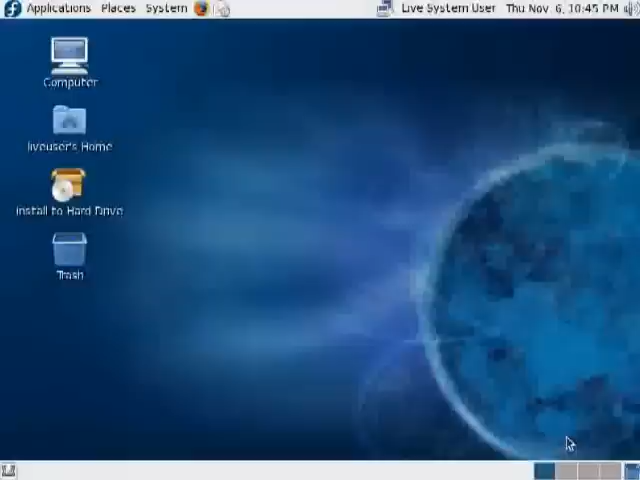 Applications Places System Live System User Thu Nov 6, 10:45 PM
Computer
liveuser's Home
Install to Hard Drive
Trash